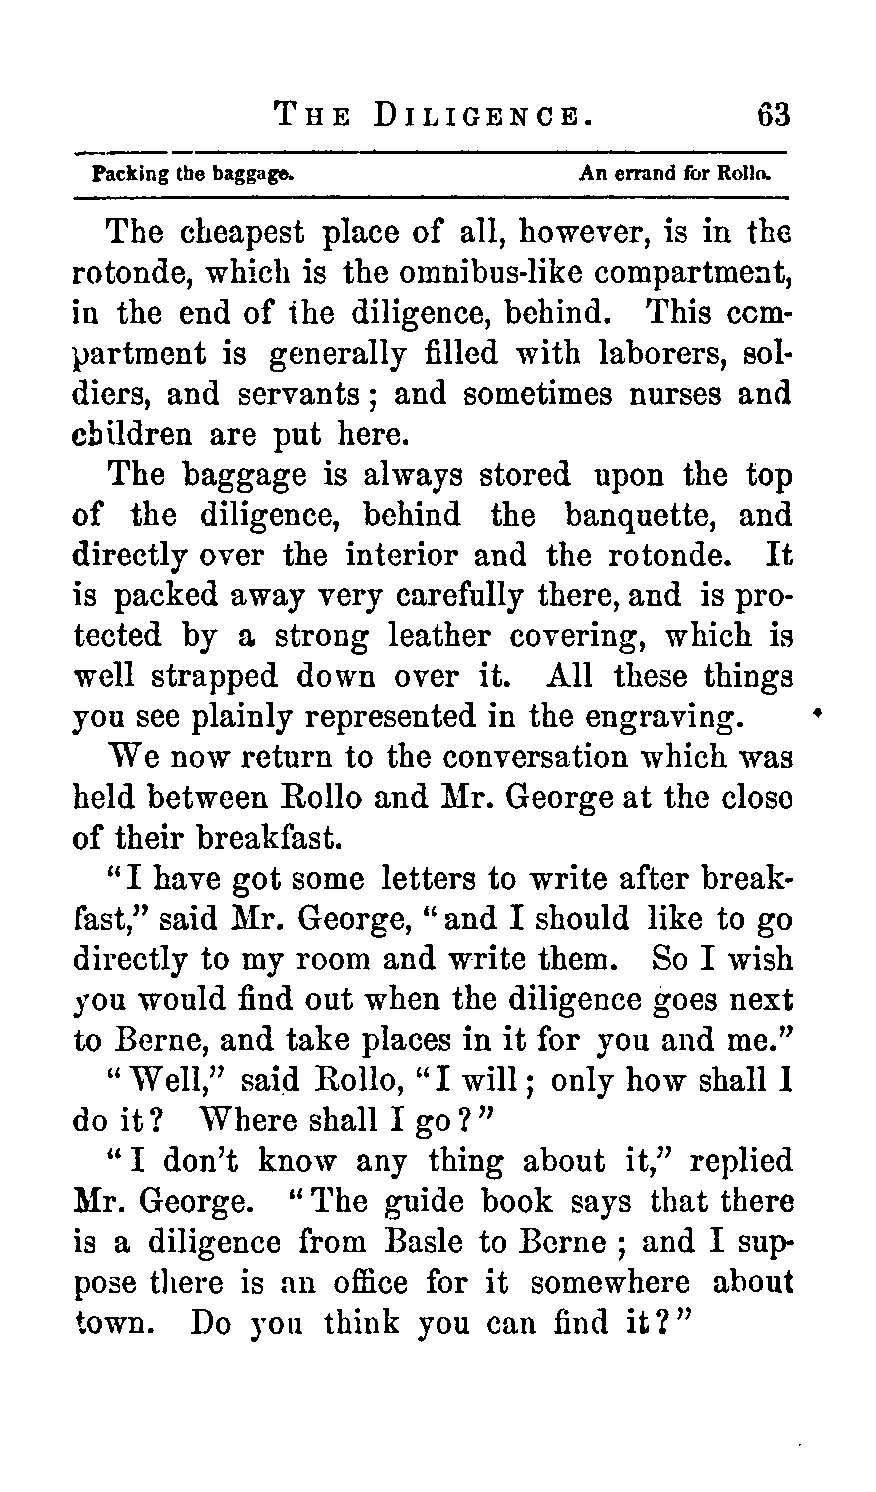 THE DILIGENCE. 63
Packing the baggage. An errand for Rollo.
The cheapest place of all, however, is in the
rotonde, which is the omnibus-like compartment,
in the end of the diligence, behind. This com-
partment is generally filled with laborers, sol-
diers, and servants; and sometimes nurses and
children are put here.
The baggage is always stored upon the top
of the diligence, behind the banquette, and
directly over the interior and the rotonde. It
is packed away very carefully there, and is pro-
tected by a strong leather covering, which is
well strapped down over it. All these things
you see plainly represented in the engraving.
We now return to the conversation which was
held between Rollo and Mr. George at the close
of their breakfast.
"I have got some letters to write after break-
fast," said Mr. George, "and I should like to go
directly to my room and write them. So I wish
you would find out when the diligence goes next
to Berne, and take places in it for you and me."
"Well," said Rollo, "I will; only how shall I
do it? Where shall I go?"
"I don't know any thing about it," replied
Mr. George. "The guide book says that there
is a diligence from Basle to Berne; and I sup-
pose there is an office for it somewhere about
town. Do you think you can find it?"